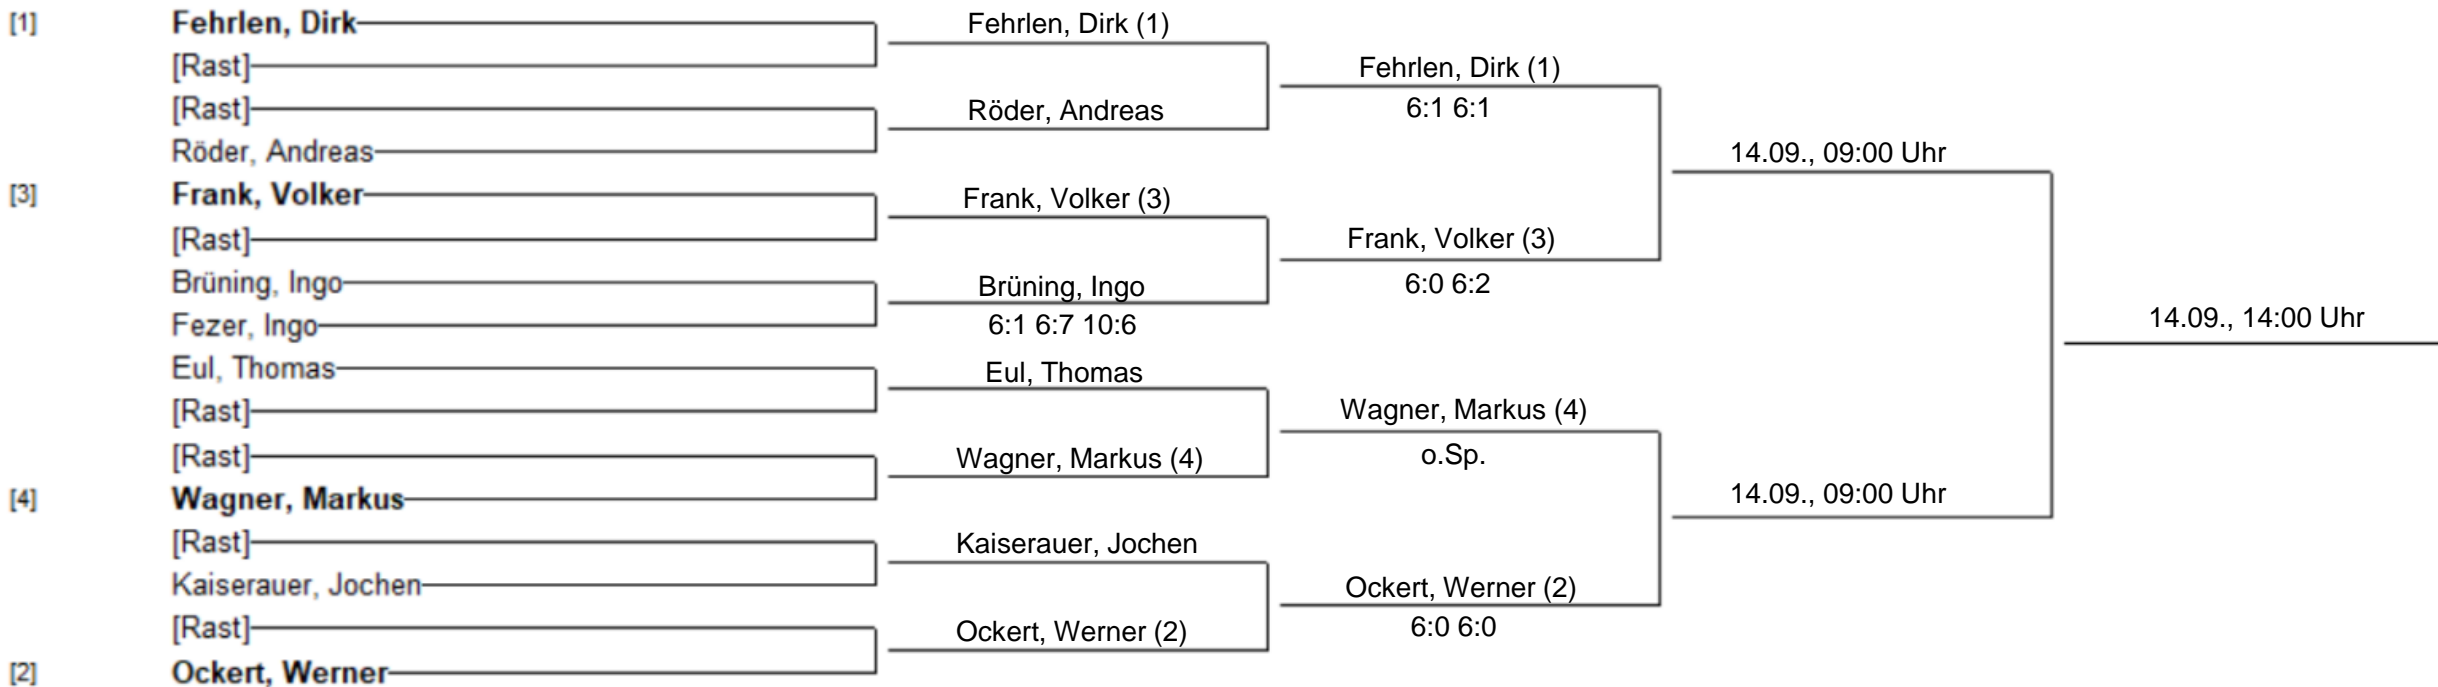 [1] Fehrlen, Dirk
[Rast]
[Rast]
Röder, Andreas
[3] Frank, Volker
[Rast]
Brüning, Ingo
Fezer, Ingo
Eul, Thomas
[Rast]
[Rast]
[4] Wagner, Markus
[Rast]
Kaiserauer, Jochen
[Rast]
[2] Ockert, Werner
Fehrlen, Dirk (1)
Röder, Andreas
Frank, Volker (3)
Brüning, Ingo
6:1 6:7 10:6
Eul, Thomas
Wagner, Markus (4)
Kaiserauer, Jochen
Ockert, Werner (2)
Fehrlen, Dirk (1)
6:1 6:1
Frank, Volker (3)
6:0 6:2
Wagner, Markus (4)
o.Sp.
Ockert, Werner (2)
6:0 6:0
14.09., 09:00 Uhr
14.09., 09:00 Uhr
14.09., 14:00 Uhr